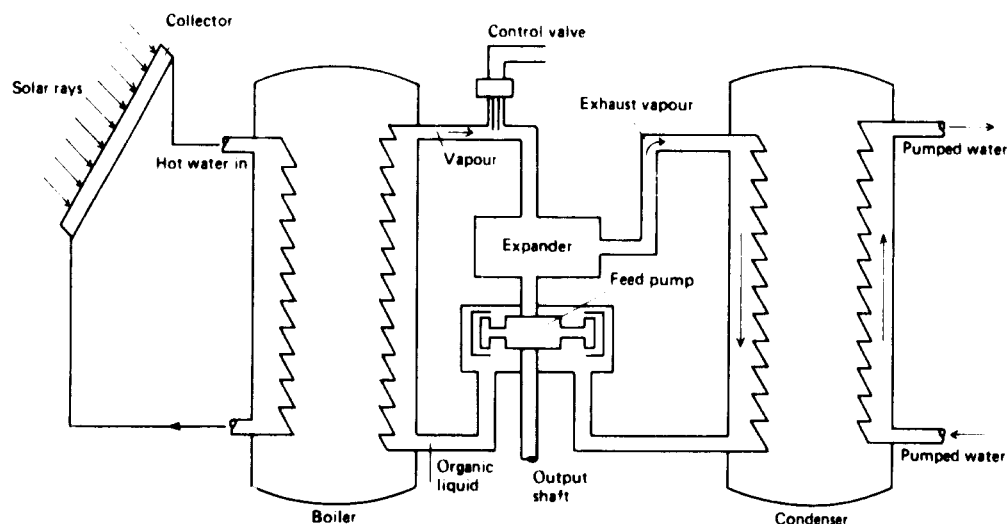 Collector
Control valve
Solar rays
Exhaust vapour
Hot water in
Vapour
Pumped water
Expander
Feed pump
Organic
liquid
Output
shaft
Pumped water
Boiler
Condenser